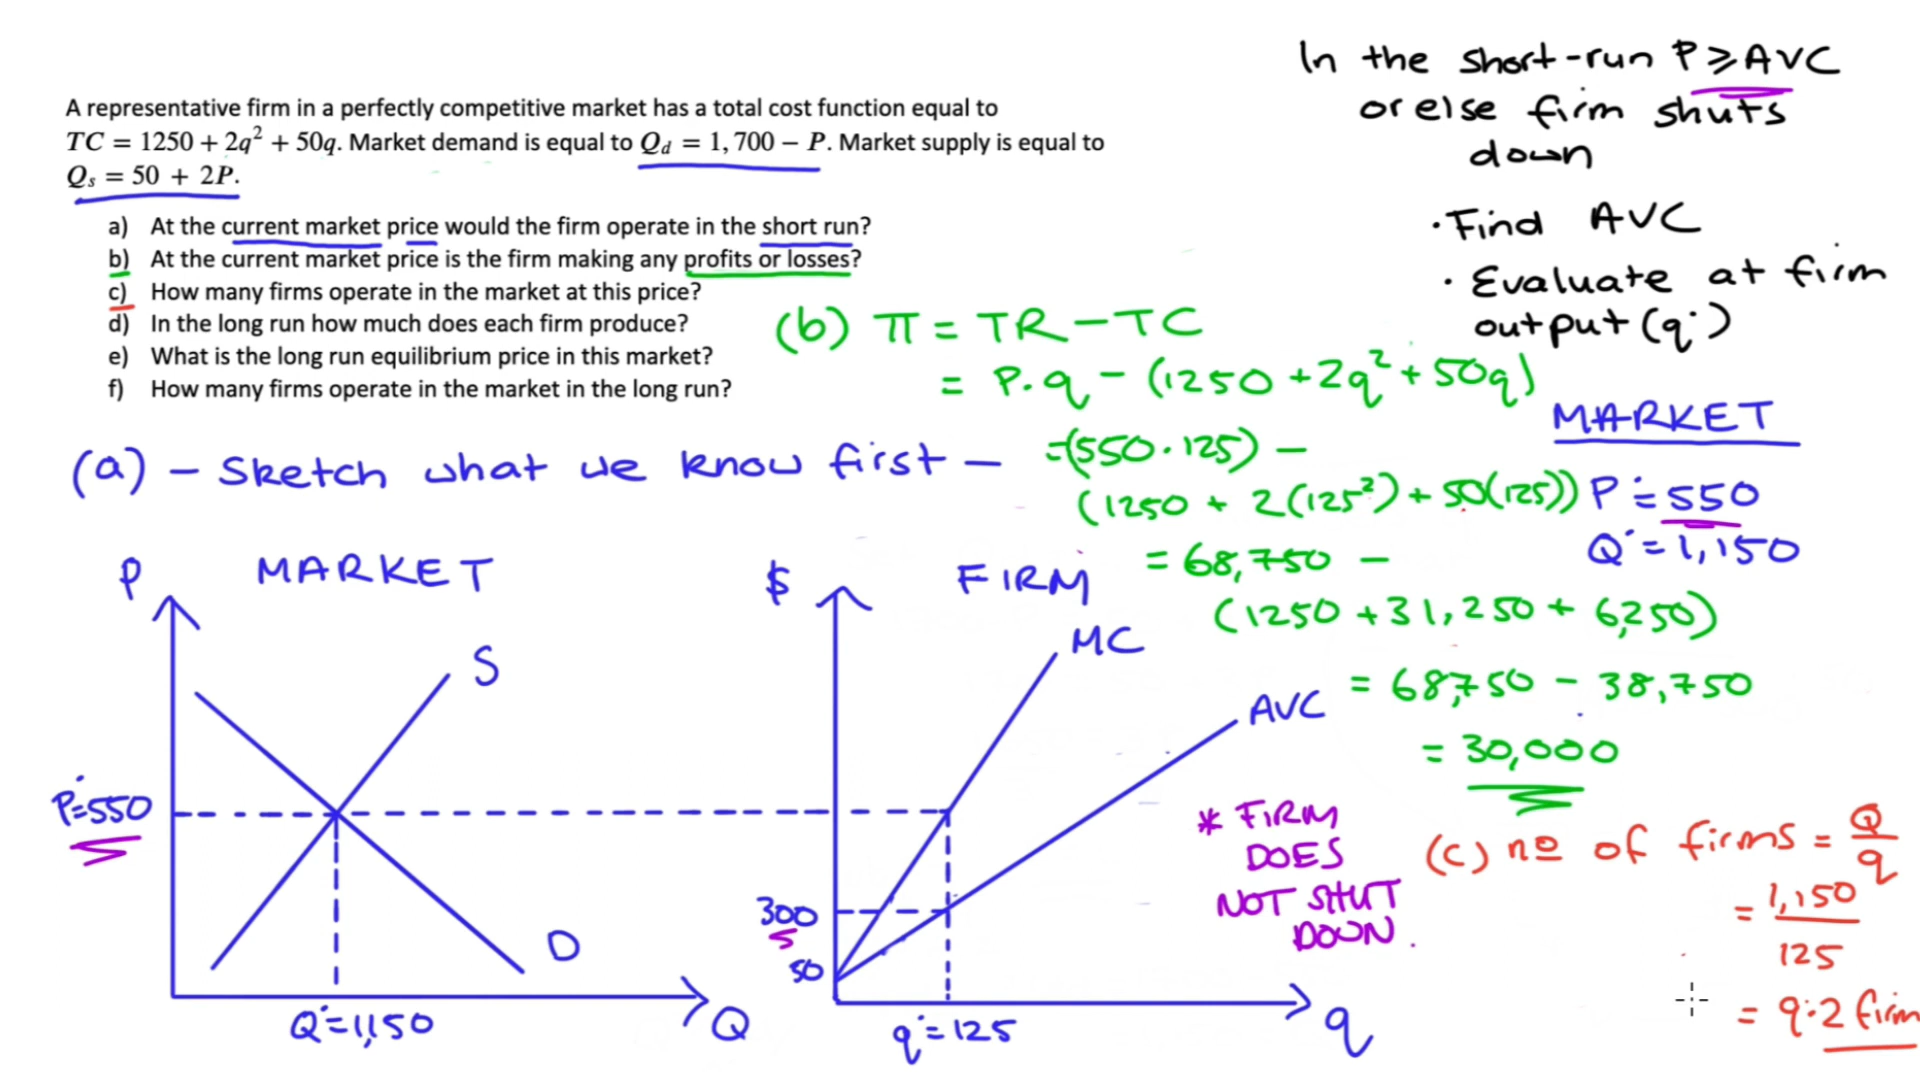 A representative firm in a perfectly competitive market has a total cost function equal to
TC = 1250 + 2q² + 50q. Market demand is equal to Q_d = 1,700 − P. Market supply is equal to
Q_s = 50 + 2P.
a) At the current market price would the firm operate in the short run?
b) At the current market price is the firm making any profits or losses?
c) How many firms operate in the market at this price?
d) In the long run how much does each firm produce?
e) What is the long run equilibrium price in this market?
f) How many firms operate in the market in the long run?
In the short-run P ≥ AVC
or else firm shuts
down
· Find AVC
· Evaluate at firm
output (q*)
(b) π = TR − TC
= P·q − (1250 + 2q² + 50q)
= (550·125) −
(1250 + 2(125²) + 50(125))
= 68,750 −
(1250 + 31,250 + 6,250)
= 68,750 − 38,750
= 30,000
MARKET
P* = 550
Q* = 1,150
(a) – sketch what we know first –
P
MARKET
S
D
P* = 550
Q* = 1,150
Q
$
FIRM
MC
AVC
300
50
q* = 125
q
* FIRM
DOES
NOT SHUT
DOWN.
(c) nº of firms = Q/q
= 1,150/125
= 9.2 firm